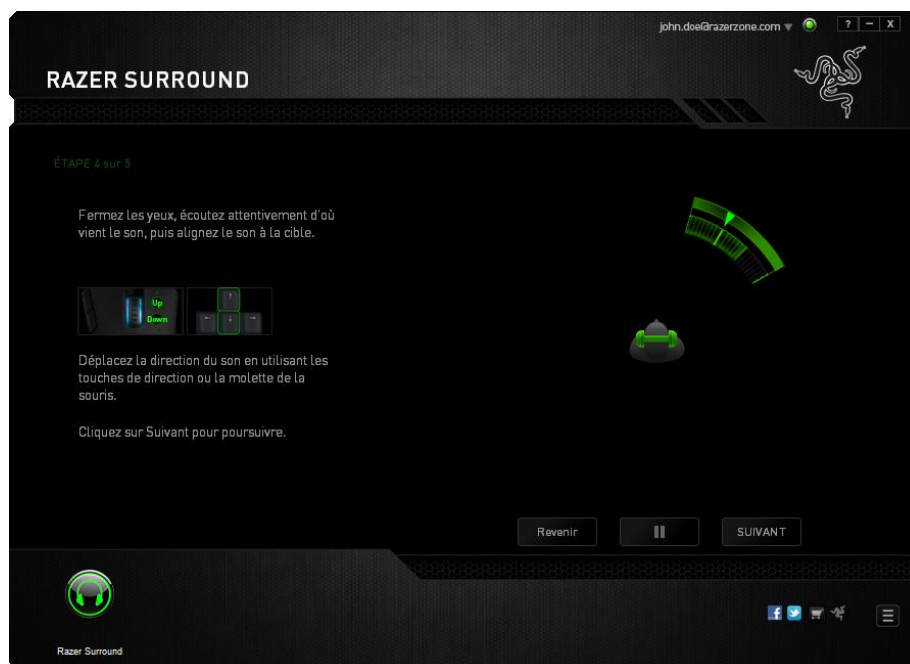 john.doe@razerzone.com
? – X
RAZER SURROUND
ÉTAPE 4 sur 5
Fermez les yeux, écoutez attentivement d'où
vient le son, puis alignez le son à la cible.
Up
Down
Déplacez la direction du son en utilisant les
touches de direction ou la molette de la
souris.
Cliquez sur Suivant pour poursuivre.
Revenir
SUIVANT
Razer Surround